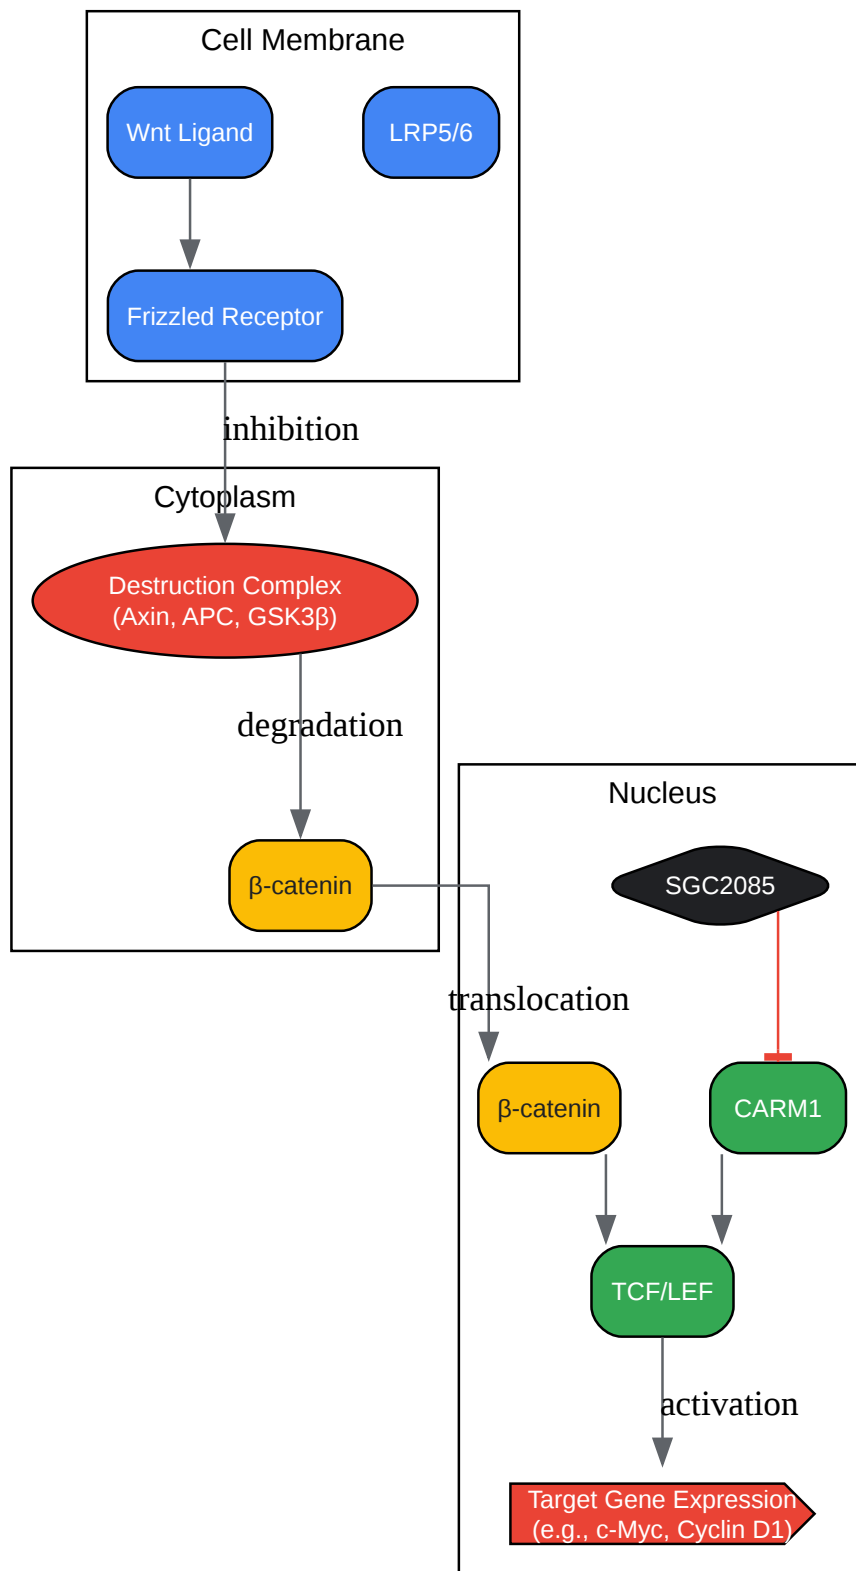 Cell Membrane
Wnt Ligand
LRP5/6
Frizzled Receptor
inhibition
Cytoplasm
Destruction Complex
(Axin, APC, GSK3β)
degradation
β-catenin
Nucleus
SGC2085
translocation
β-catenin
CARM1
TCF/LEF
activation
Target Gene Expression
(e.g., c-Myc, Cyclin D1)